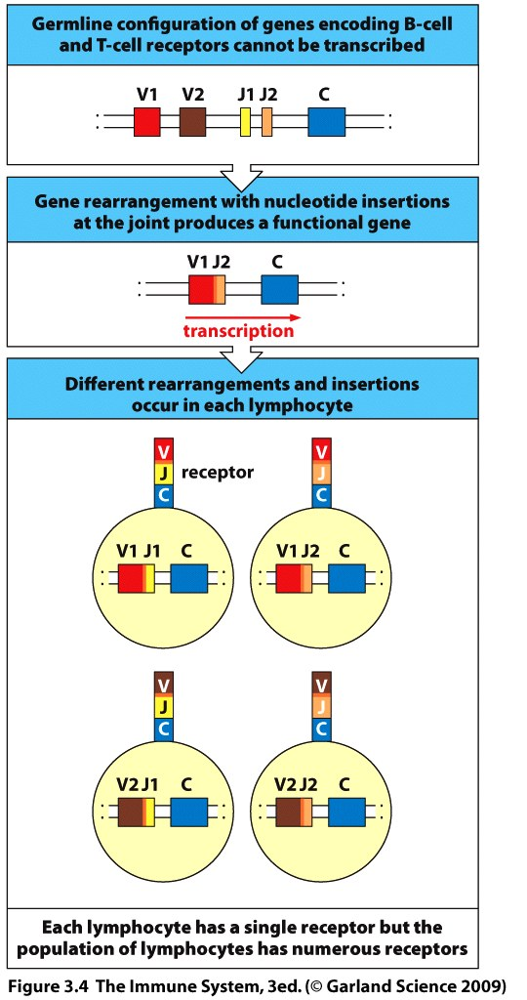 Germline configuration of genes encoding B-cell
and T-cell receptors cannot be transcribed
V1 V2 J1 J2 C
Gene rearrangement with nucleotide insertions
at the joint produces a functional gene
V1 J2 C
transcription
Different rearrangements and insertions
occur in each lymphocyte
V V
J receptor J
C C
V1 J1 C V1 J2 C
V V
J J
C C
V2 J1 C V2 J2 C
Each lymphocyte has a single receptor but the
population of lymphocytes has numerous receptors
Figure 3.4 The Immune System, 3ed. (© Garland Science 2009)